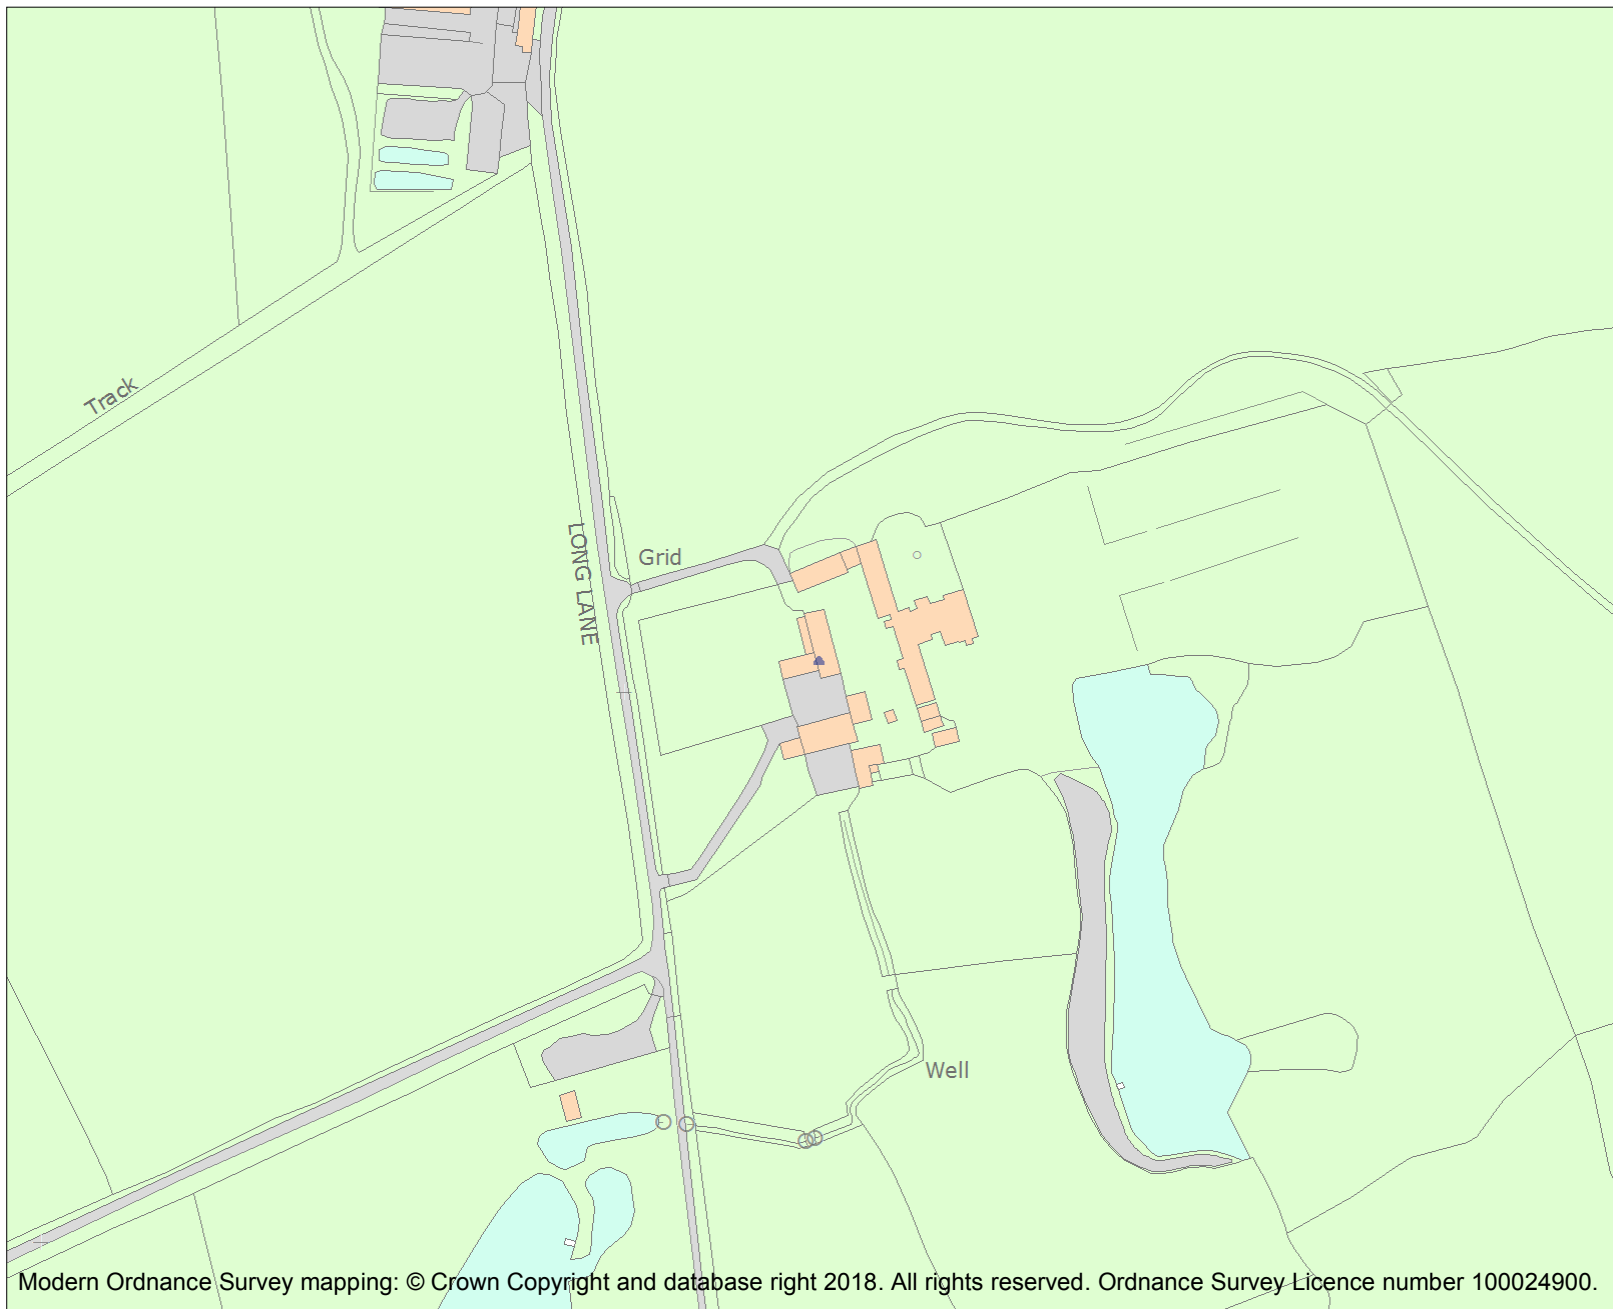 Track
LONG LANE
Grid
Well
Modern Ordnance Survey mapping: © Crown Copyright and database right 2018. All rights reserved. Ordnance Survey Licence number 100024900.